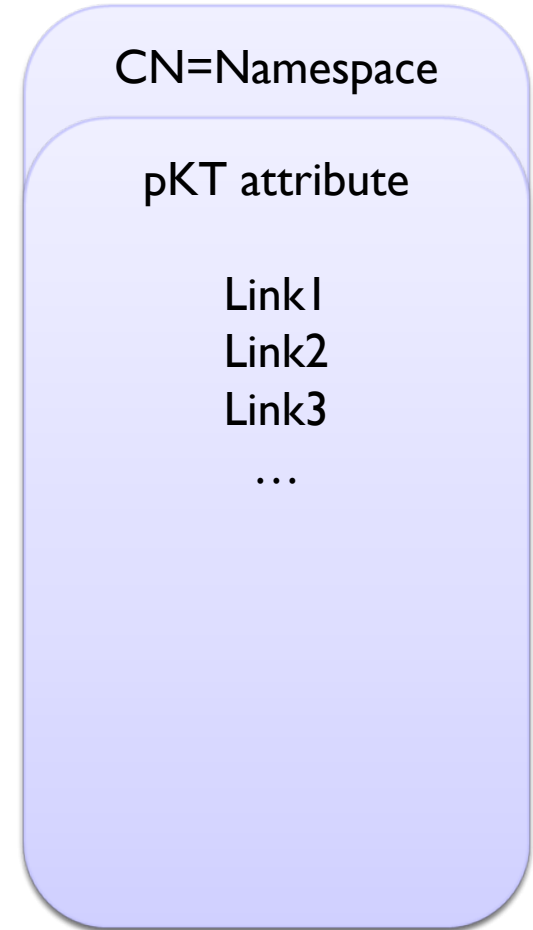 CN=Namespace
pKT attribute
Link1
Link2
Link3
…